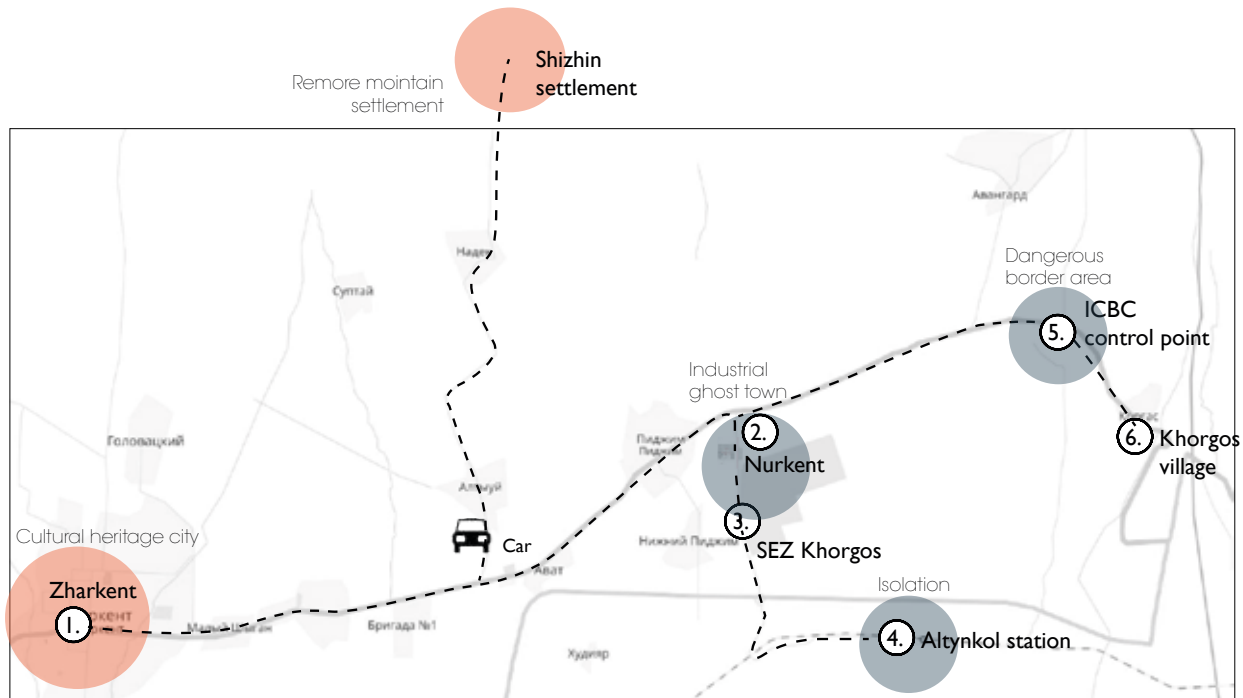 Shizhin
settlement
Remore mointain
settlement
Авангард
Надек
Dangerous
border area
Суптай
ICBC
5.
control point
Industrial
ghost town
2.
Головацкий
Пиджим
Пиджим
6.
Khorgos
village
Nurkent
3.
Cultural heritage city
Нижний Пиджим
SEZ Khorgos
Car
Ават
Zharkent
Isolation
1.
Бригада №1
4.
Altynkol station
Худияр